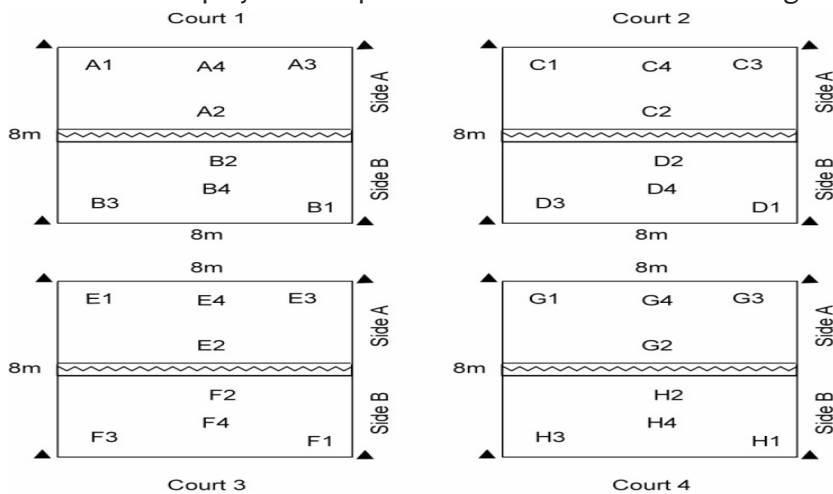 Court 1
A1 A4 A3
A2
Side A
8m
B2
B4
B3 B1
Side B
8m
Court 2
C1 C4 C3
C2
Side A
8m
D2
D4
D3 D1
Side B
8m
8m
E1 E4 E3
E2
Side A
8m
F2
F4
F3 F1
Side B
Court 3
8m
G1 G4 G3
G2
Side A
8m
H2
H4
H3 H1
Side B
Court 4